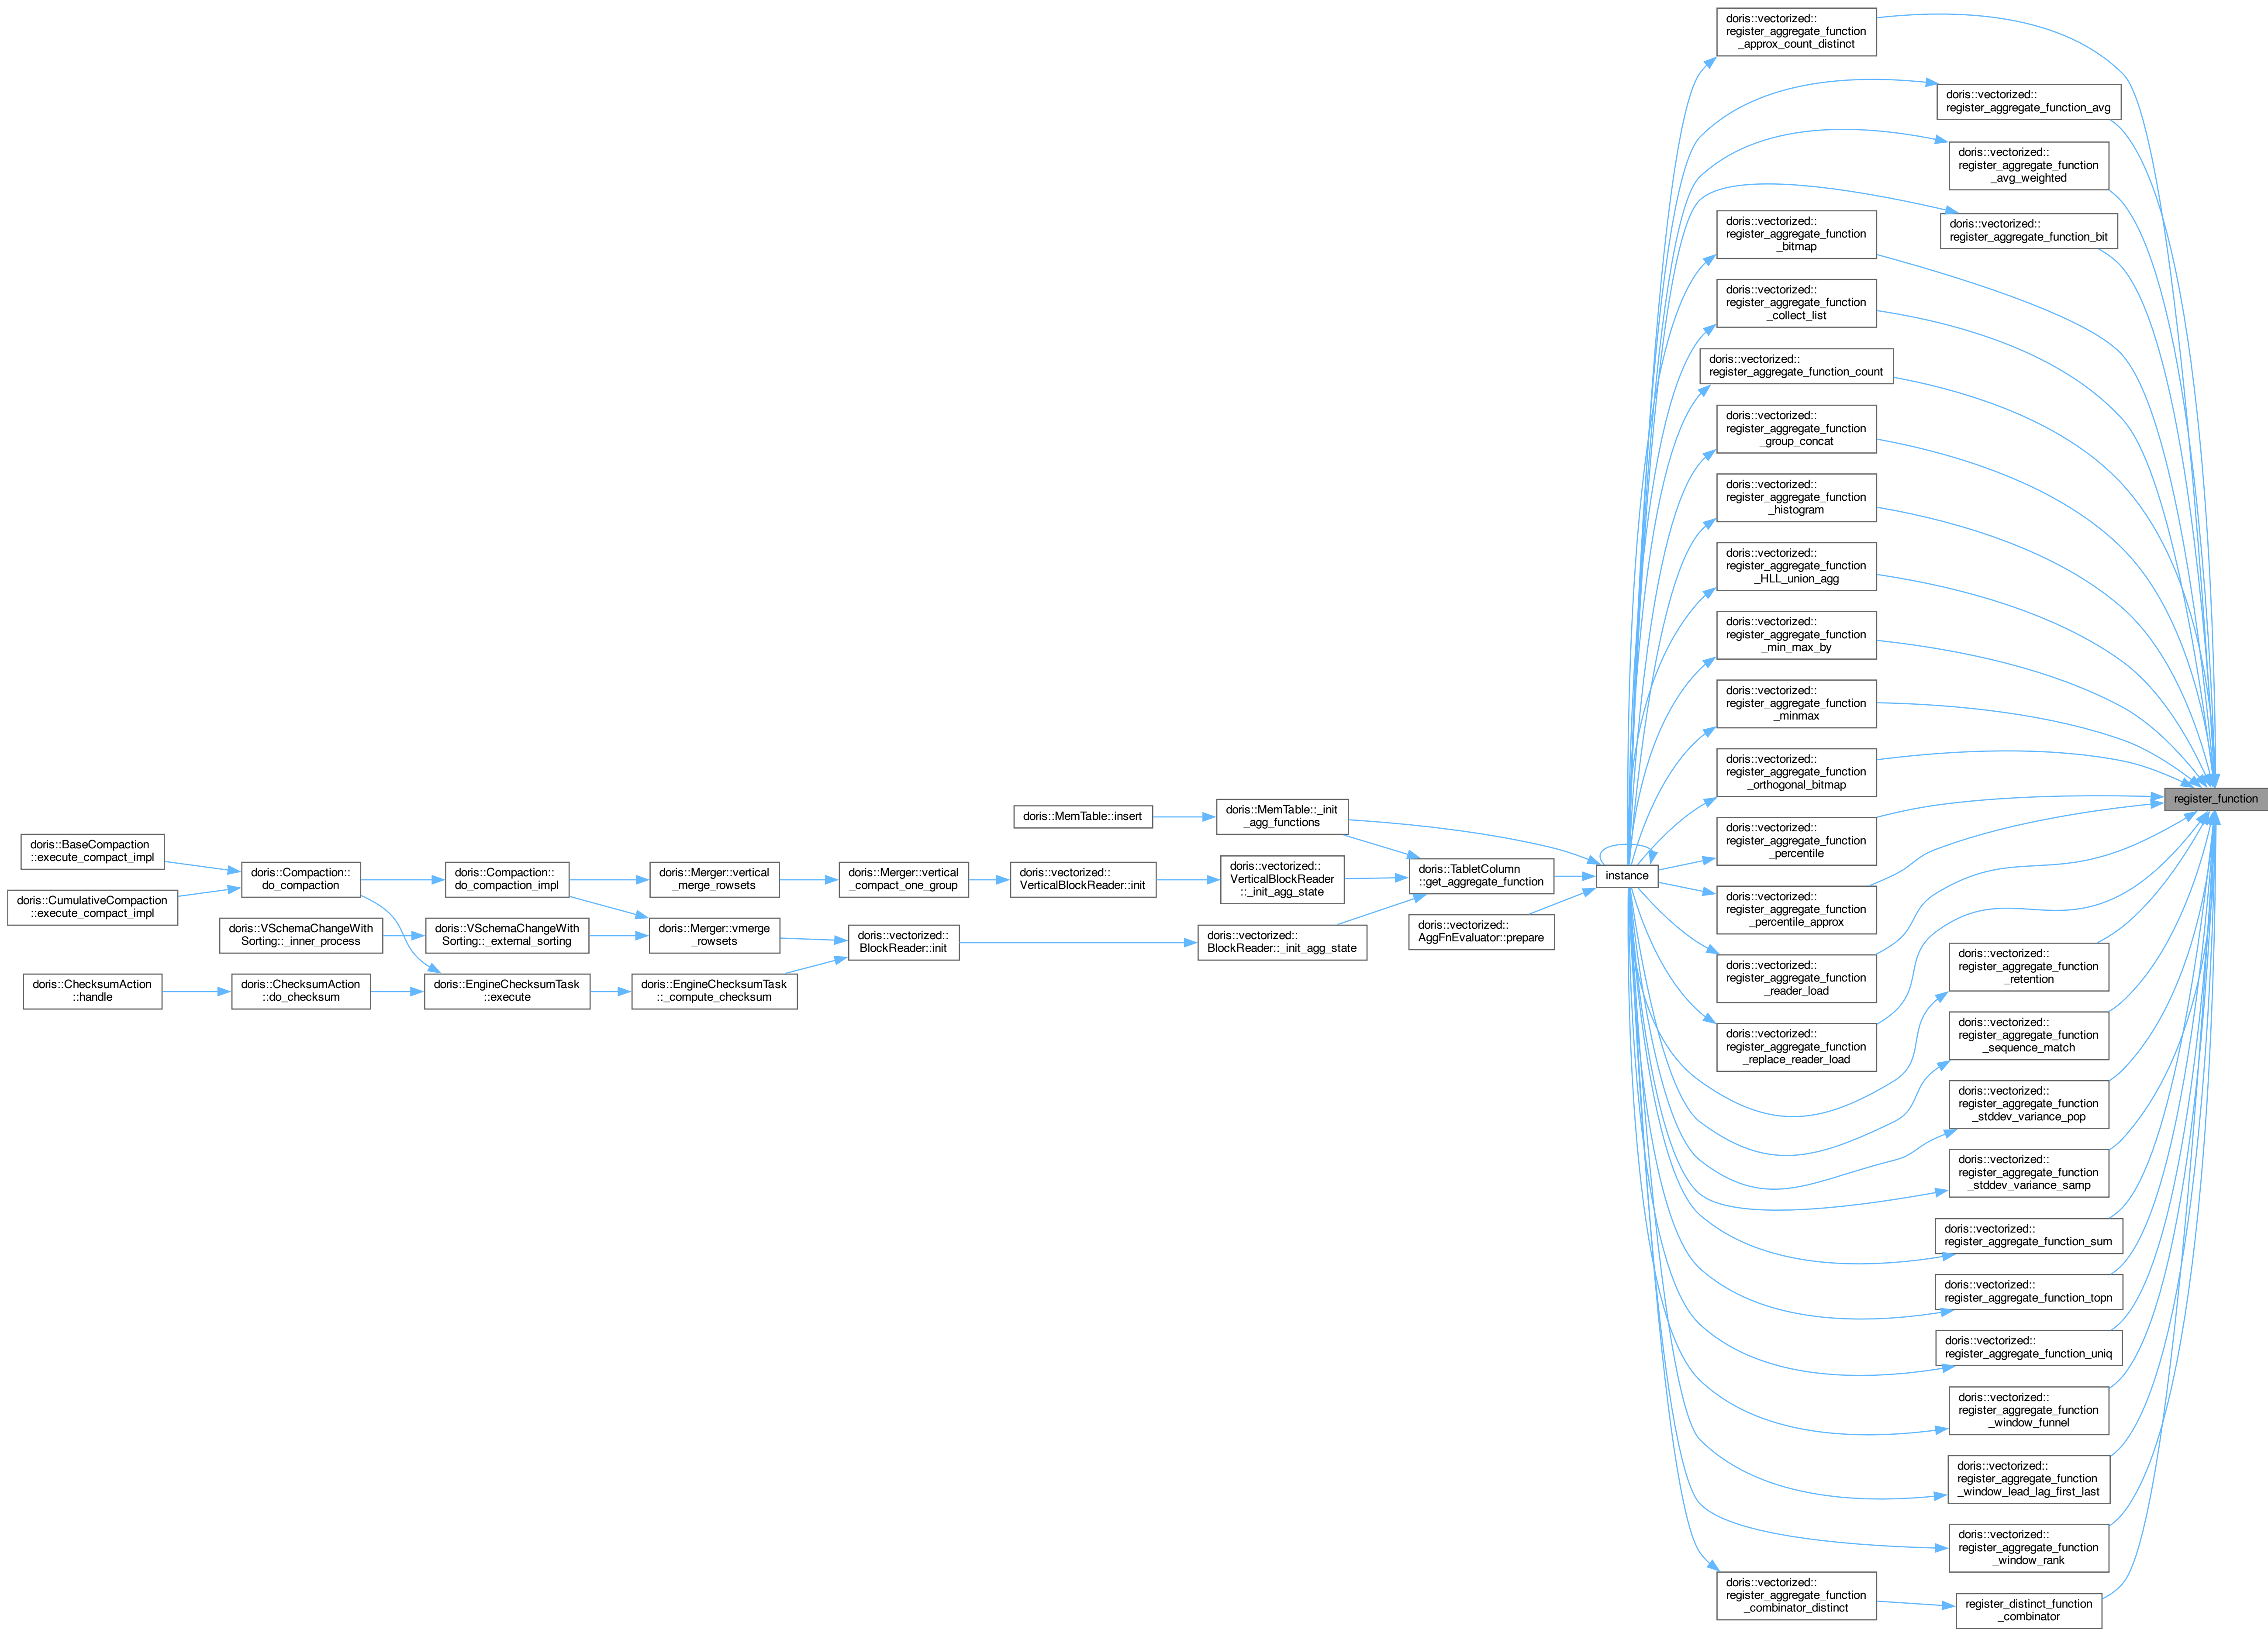 doris::vectorized::
register_aggregate_function
_approx_count_distinct
doris::vectorized::
register_aggregate_function_avg
doris::vectorized::
register_aggregate_function
_avg_weighted
doris::vectorized::
register_aggregate_function
_bitmap
doris::vectorized::
register_aggregate_function_bit
doris::vectorized::
register_aggregate_function
_collect_list
doris::vectorized::
register_aggregate_function_count
doris::vectorized::
register_aggregate_function
_group_concat
doris::vectorized::
register_aggregate_function
_histogram
doris::vectorized::
register_aggregate_function
_HLL_union_agg
doris::vectorized::
register_aggregate_function
_min_max_by
doris::vectorized::
register_aggregate_function
_minmax
doris::vectorized::
register_aggregate_function
_orthogonal_bitmap
register_function
doris::MemTable::insert
doris::MemTable::_init
_agg_functions
doris::vectorized::
register_aggregate_function
_percentile
doris::BaseCompaction
::execute_compact_impl
doris::Compaction::
do_compaction
doris::Compaction::
do_compaction_impl
doris::Merger::vertical
_merge_rowsets
doris::Merger::vertical
_compact_one_group
doris::vectorized::
VerticalBlockReader::init
doris::vectorized::
VerticalBlockReader
::_init_agg_state
doris::TabletColumn
::get_aggregate_function
instance
doris::CumulativeCompaction
::execute_compact_impl
doris::vectorized::
register_aggregate_function
_percentile_approx
doris::VSchemaChangeWith
Sorting::_inner_process
doris::VSchemaChangeWith
Sorting::_external_sorting
doris::Merger::vmerge
_rowsets
doris::vectorized::
BlockReader::init
doris::vectorized::
BlockReader::_init_agg_state
doris::vectorized::
AggFnEvaluator::prepare
doris::vectorized::
register_aggregate_function
_reader_load
doris::vectorized::
register_aggregate_function
_retention
doris::ChecksumAction
::handle
doris::ChecksumAction
::do_checksum
doris::EngineChecksumTask
::execute
doris::EngineChecksumTask
::_compute_checksum
doris::vectorized::
register_aggregate_function
_replace_reader_load
doris::vectorized::
register_aggregate_function
_sequence_match
doris::vectorized::
register_aggregate_function
_stddev_variance_pop
doris::vectorized::
register_aggregate_function
_stddev_variance_samp
doris::vectorized::
register_aggregate_function_sum
doris::vectorized::
register_aggregate_function_topn
doris::vectorized::
register_aggregate_function_uniq
doris::vectorized::
register_aggregate_function
_window_funnel
doris::vectorized::
register_aggregate_function
_window_lead_lag_first_last
doris::vectorized::
register_aggregate_function
_window_rank
doris::vectorized::
register_aggregate_function
_combinator_distinct
register_distinct_function
_combinator